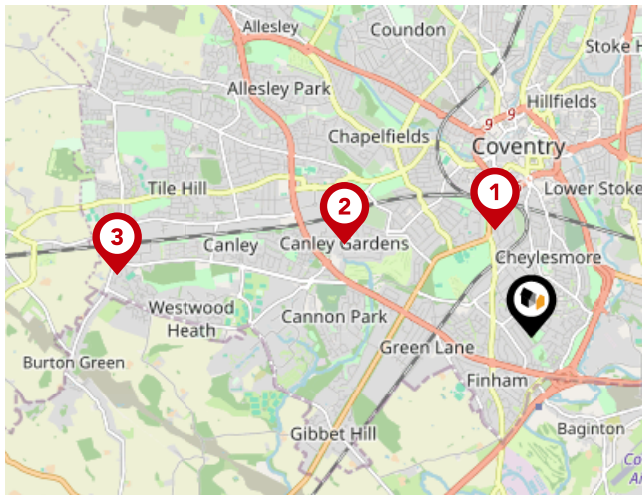 Allesley
Coundon
Stoke H
Allesley Park
Hillfields
9
9
Chapelfields
Coventry
Tile Hill
1
Lower Stoke
2
3
Canley
Canley Gardens
Cheylesmore
Westwood
Heath
Cannon Park
Green Lane
Burton Green
Finham
Gibbet Hill
Baginton
Co
A